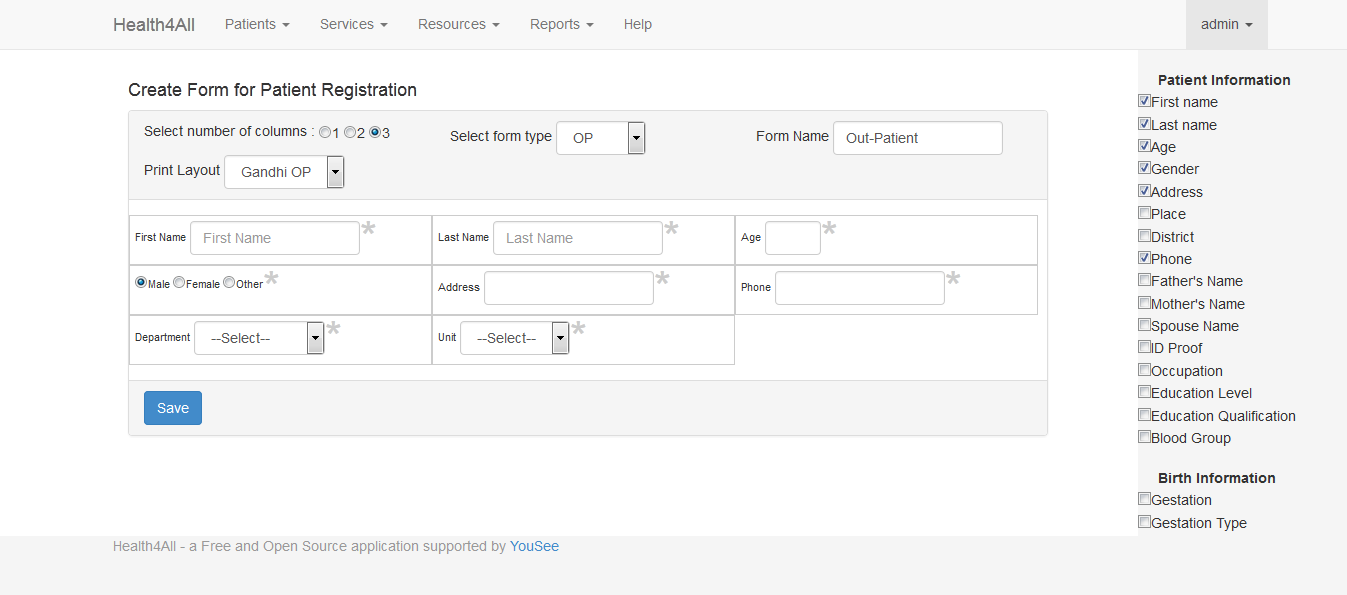 Health4All Patients Services Resources Reports Help admin
Create Form for Patient Registration
Select number of columns : 1 2 3 Select form type OP Form Name Out-Patient
Print Layout Gandhi OP
First Name First Name * Last Name Last Name * Age *
Male Female Other * Address * Phone *
Department --Select-- * Unit --Select-- *
Save
Patient Information
First name
Last name
Age
Gender
Address
Place
District
Phone
Father's Name
Mother's Name
Spouse Name
ID Proof
Occupation
Education Level
Education Qualification
Blood Group
Birth Information
Gestation
Gestation Type
Health4All - a Free and Open Source application supported by YouSee